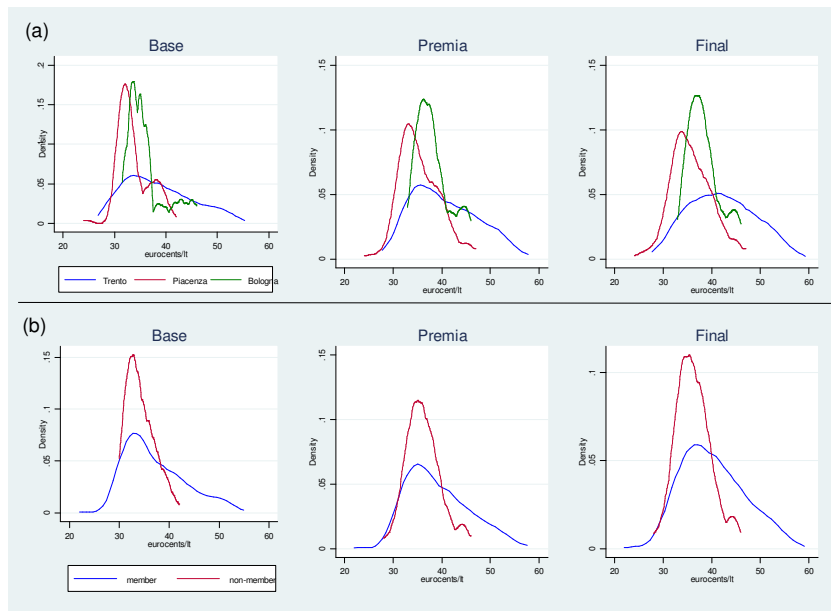 (a)
Base
Premia
Final
Density
0 .05 .1 .15 .2
20 30 40 50 60
eurocents/lt
Density
0 .05 .1 .15
20 30 40 50 60
eurocent/lt
Density
0 .05 .1 .15
20 30 40 50 60
eurocents/lt
Trento Piacenza Bologna
(b)
Base
Premia
Final
Density
0 .05 .1 .15
20 30 40 50 60
eurocents/lt
Density
0 .05 .1 .15
20 30 40 50 60
eurocents/lt
Density
0 .05 .1 .15
20 30 40 50 60
eurocents/lt
member non-member